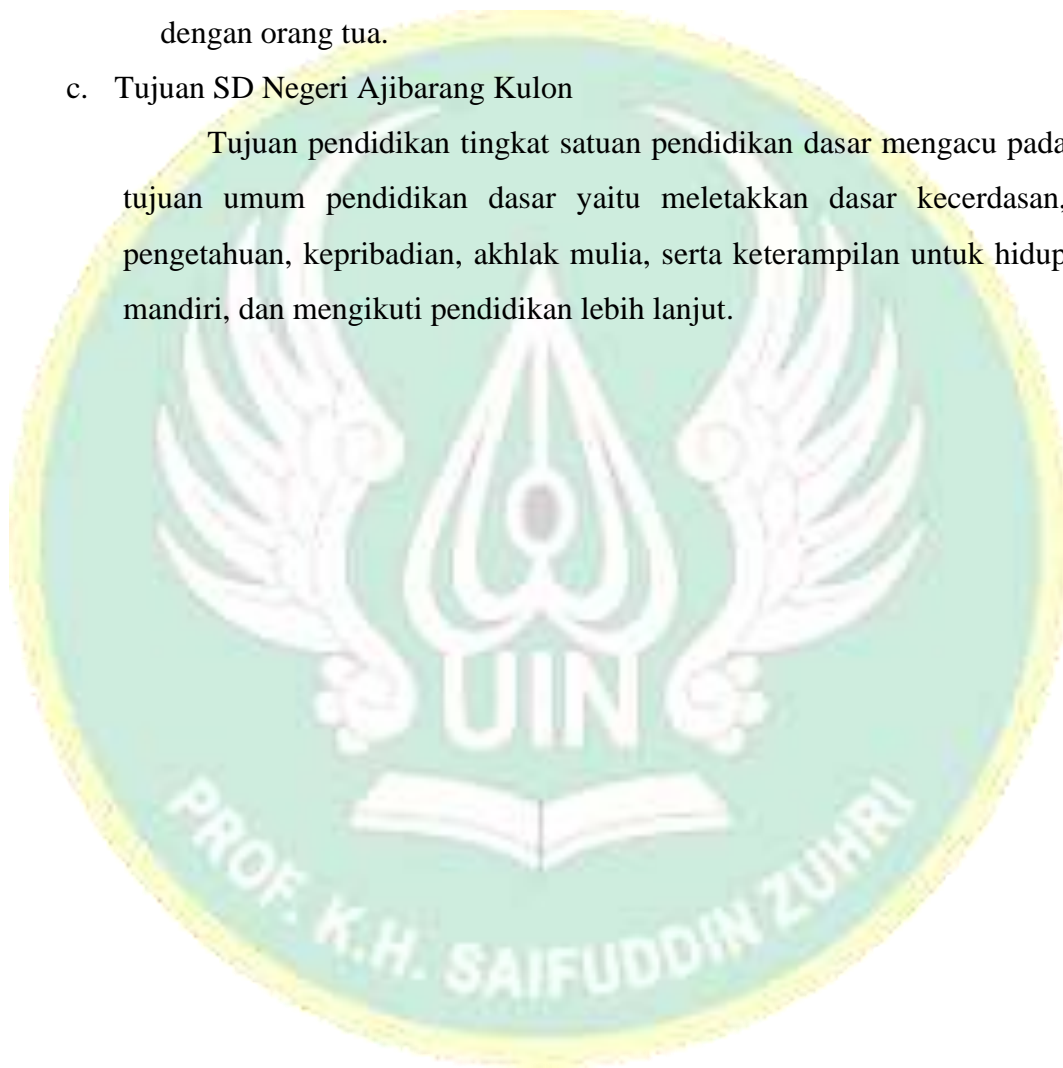 dengan orang tua.
c. Tujuan SD Negeri Ajibarang Kulon
Tujuan pendidikan tingkat satuan pendidikan dasar mengacu pada
tujuan umum pendidikan dasar yaitu meletakkan dasar kecerdasan,
pengetahuan, kepribadian, akhlak mulia, serta keterampilan untuk hidup
mandiri, dan mengikuti pendidikan lebih lanjut.
UIN
PROF. K.H. SAIFUDDIN ZUHRI